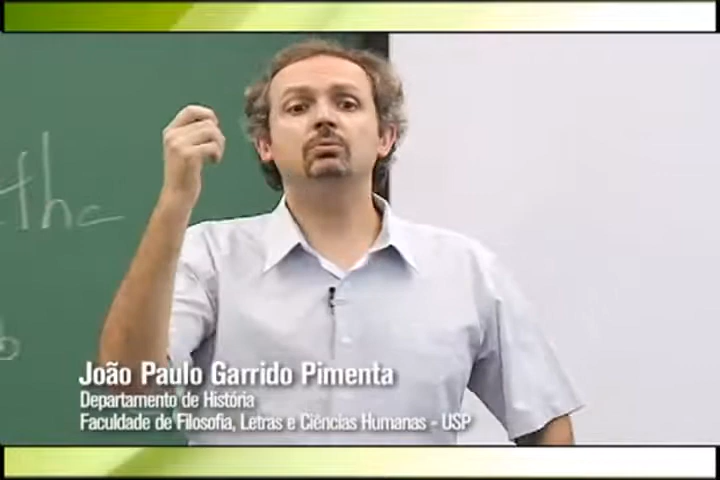 João Paulo Garrido Pimenta
Departamento de História
Faculdade de Filosofia, Letras e Ciências Humanas - USP